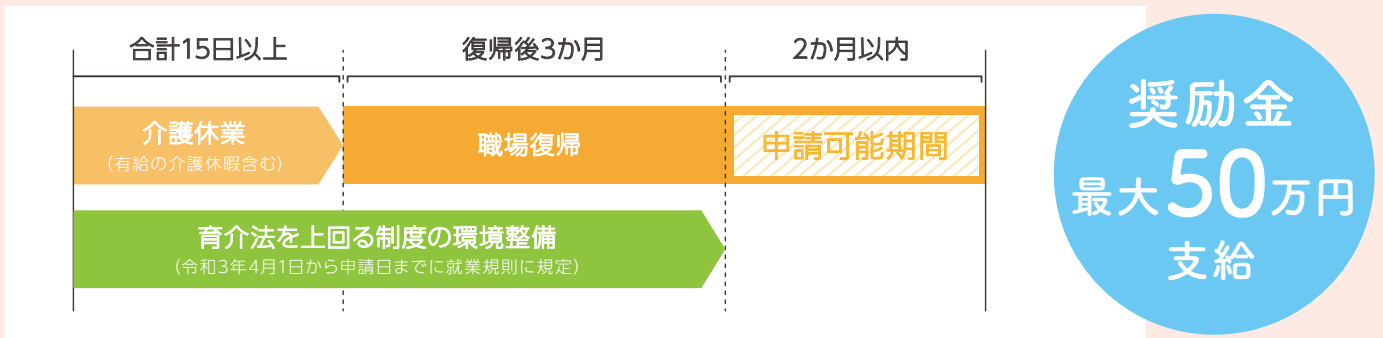 合計15日以上
復帰後3か月
2か月以内
介護休業
（有給の介護休暇含む）
職場復帰
申請可能期間
育介法を上回る制度の環境整備
（令和3年4月1日から申請日までに就業規則に規定）
奨励金
最大50万円
支給